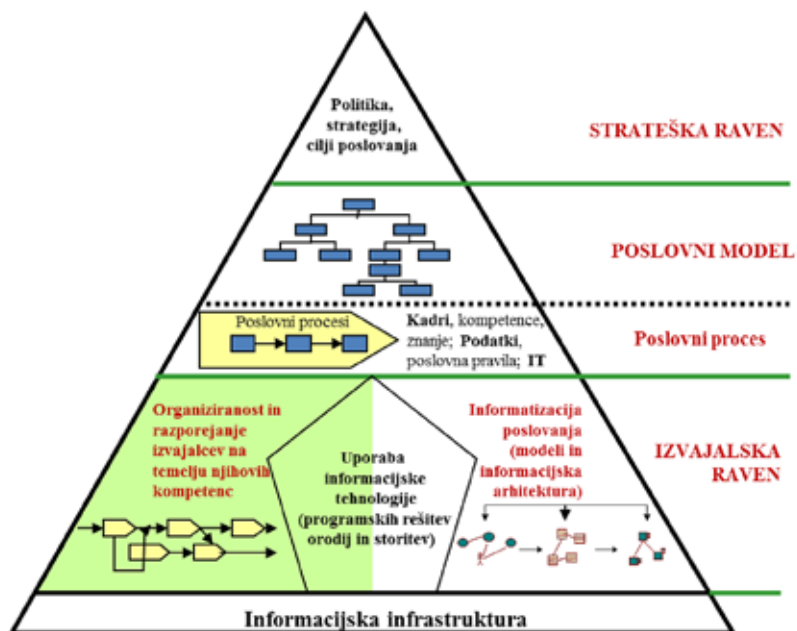 Politika,
strategija,
cilji poslovanja
STRATEŠKA RAVEN
POSLOVNI MODEL
Poslovni procesi
Kadri, kompetence,
znanje; Podatki,
poslovna pravila; IT
Poslovni proces
Organiziranost in
razporejanje
izvajalcev na
temelju njihovih
kompetenc
Uporaba
informacijske
tehnologije
(programskih rešitev
orodij in storitev)
Informatizacija
poslovanja
(modeli in
informacijska
arhitektura)
IZVAJALSKA
RAVEN
Informacijska infrastruktura